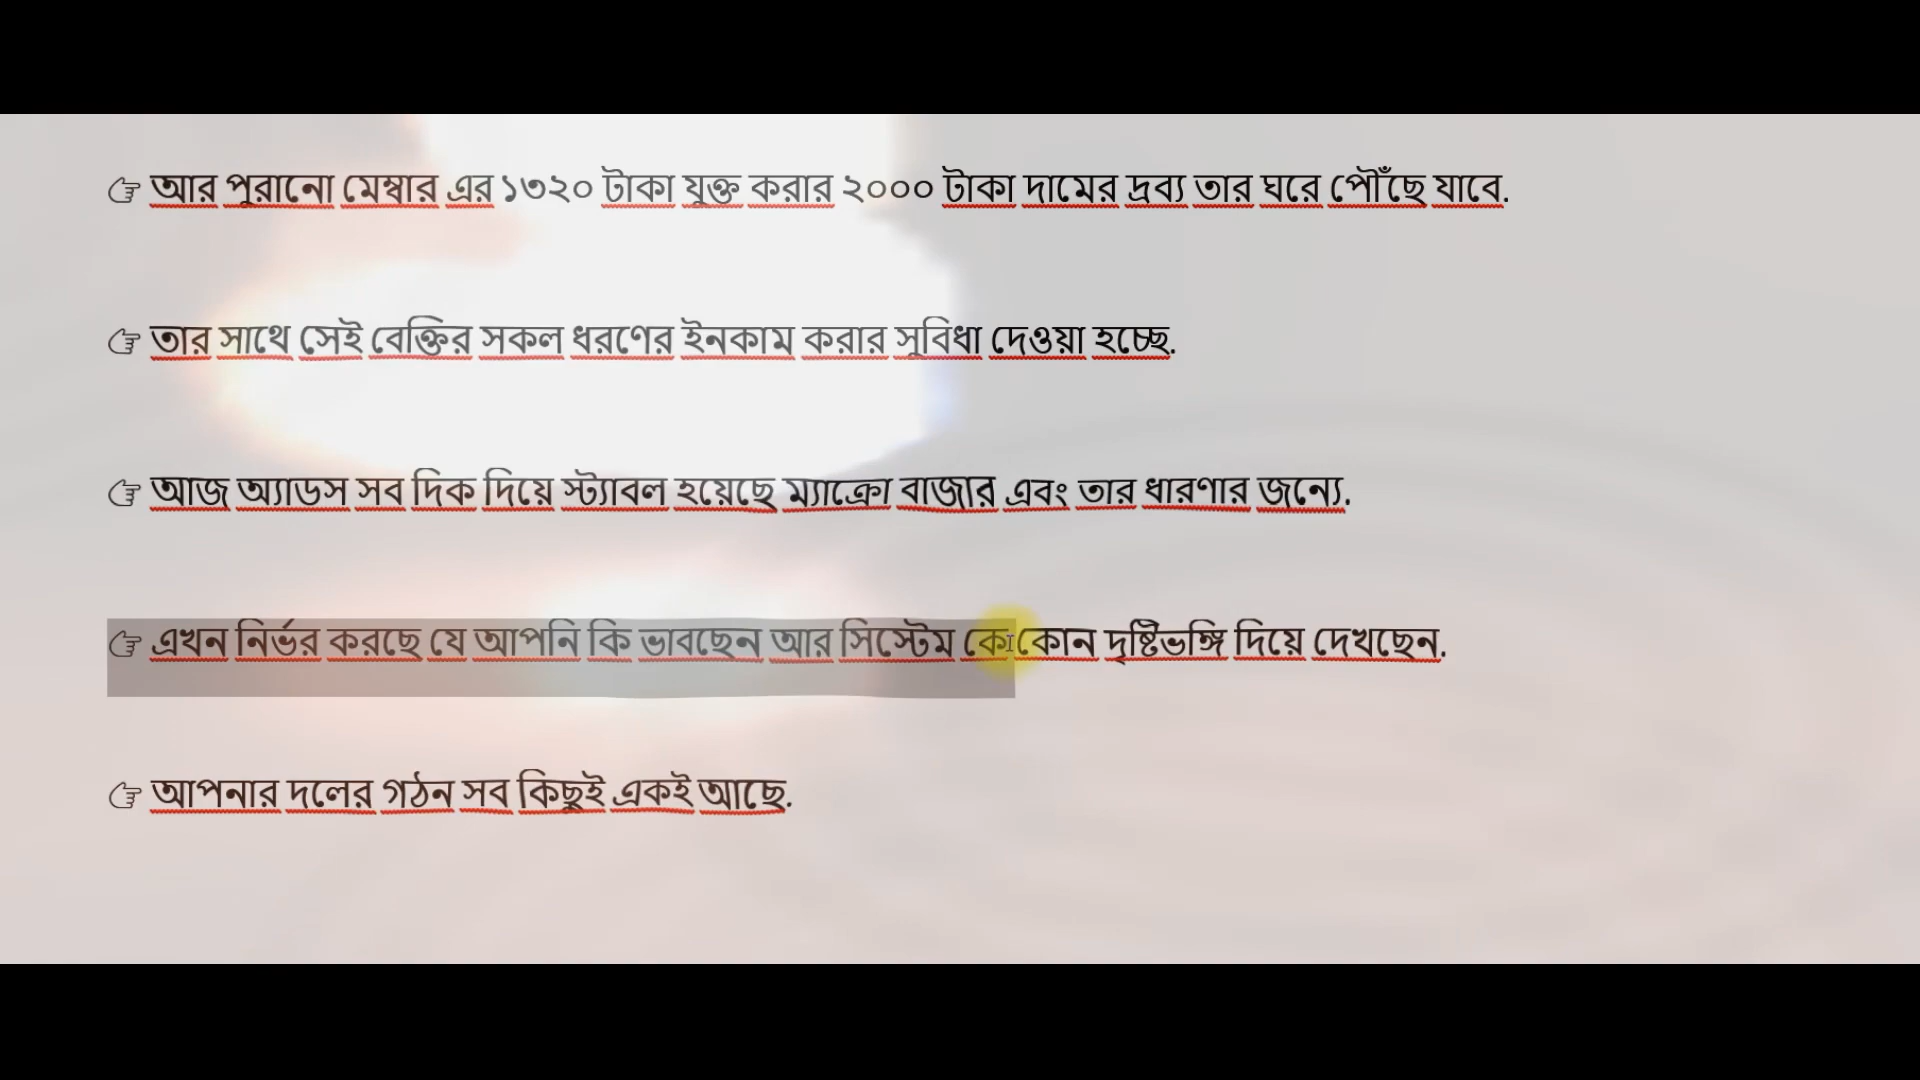 ☞ আর পুরানো মেম্বার এর ১৩২০ টাকা যুক্ত করার ২০০০ টাকা দামের দ্রব্য তার ঘরে পৌঁছে যাবে.
☞ তার সাথে সেই বেক্তির সকল ধরণের ইনকাম করার সুবিধা দেওয়া হচ্ছে.
☞ আজ অ্যাডস সব দিক দিয়ে স্ট্যাবল হয়েছে ম্যাক্রো বাজার এবং তার ধারণার জন্যে.
☞ এখন নির্ভর করছে যে আপনি কি ভাবছেন আর সিস্টেম কে কোন দৃষ্টিভঙ্গি দিয়ে দেখছেন.
☞ আপনার দলের গঠন সব কিছুই একই আছে.